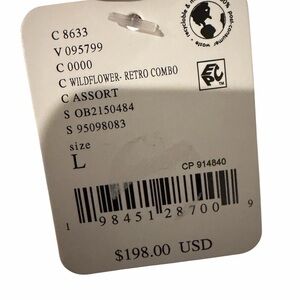 C 8633
V 095799
C 0000
C WILDFLOWER- RETRO COMBO
C ASSORT
S OB2150484
S 95098083
size
L
CP 914840
1 98451 28700 9
$198.00 USD